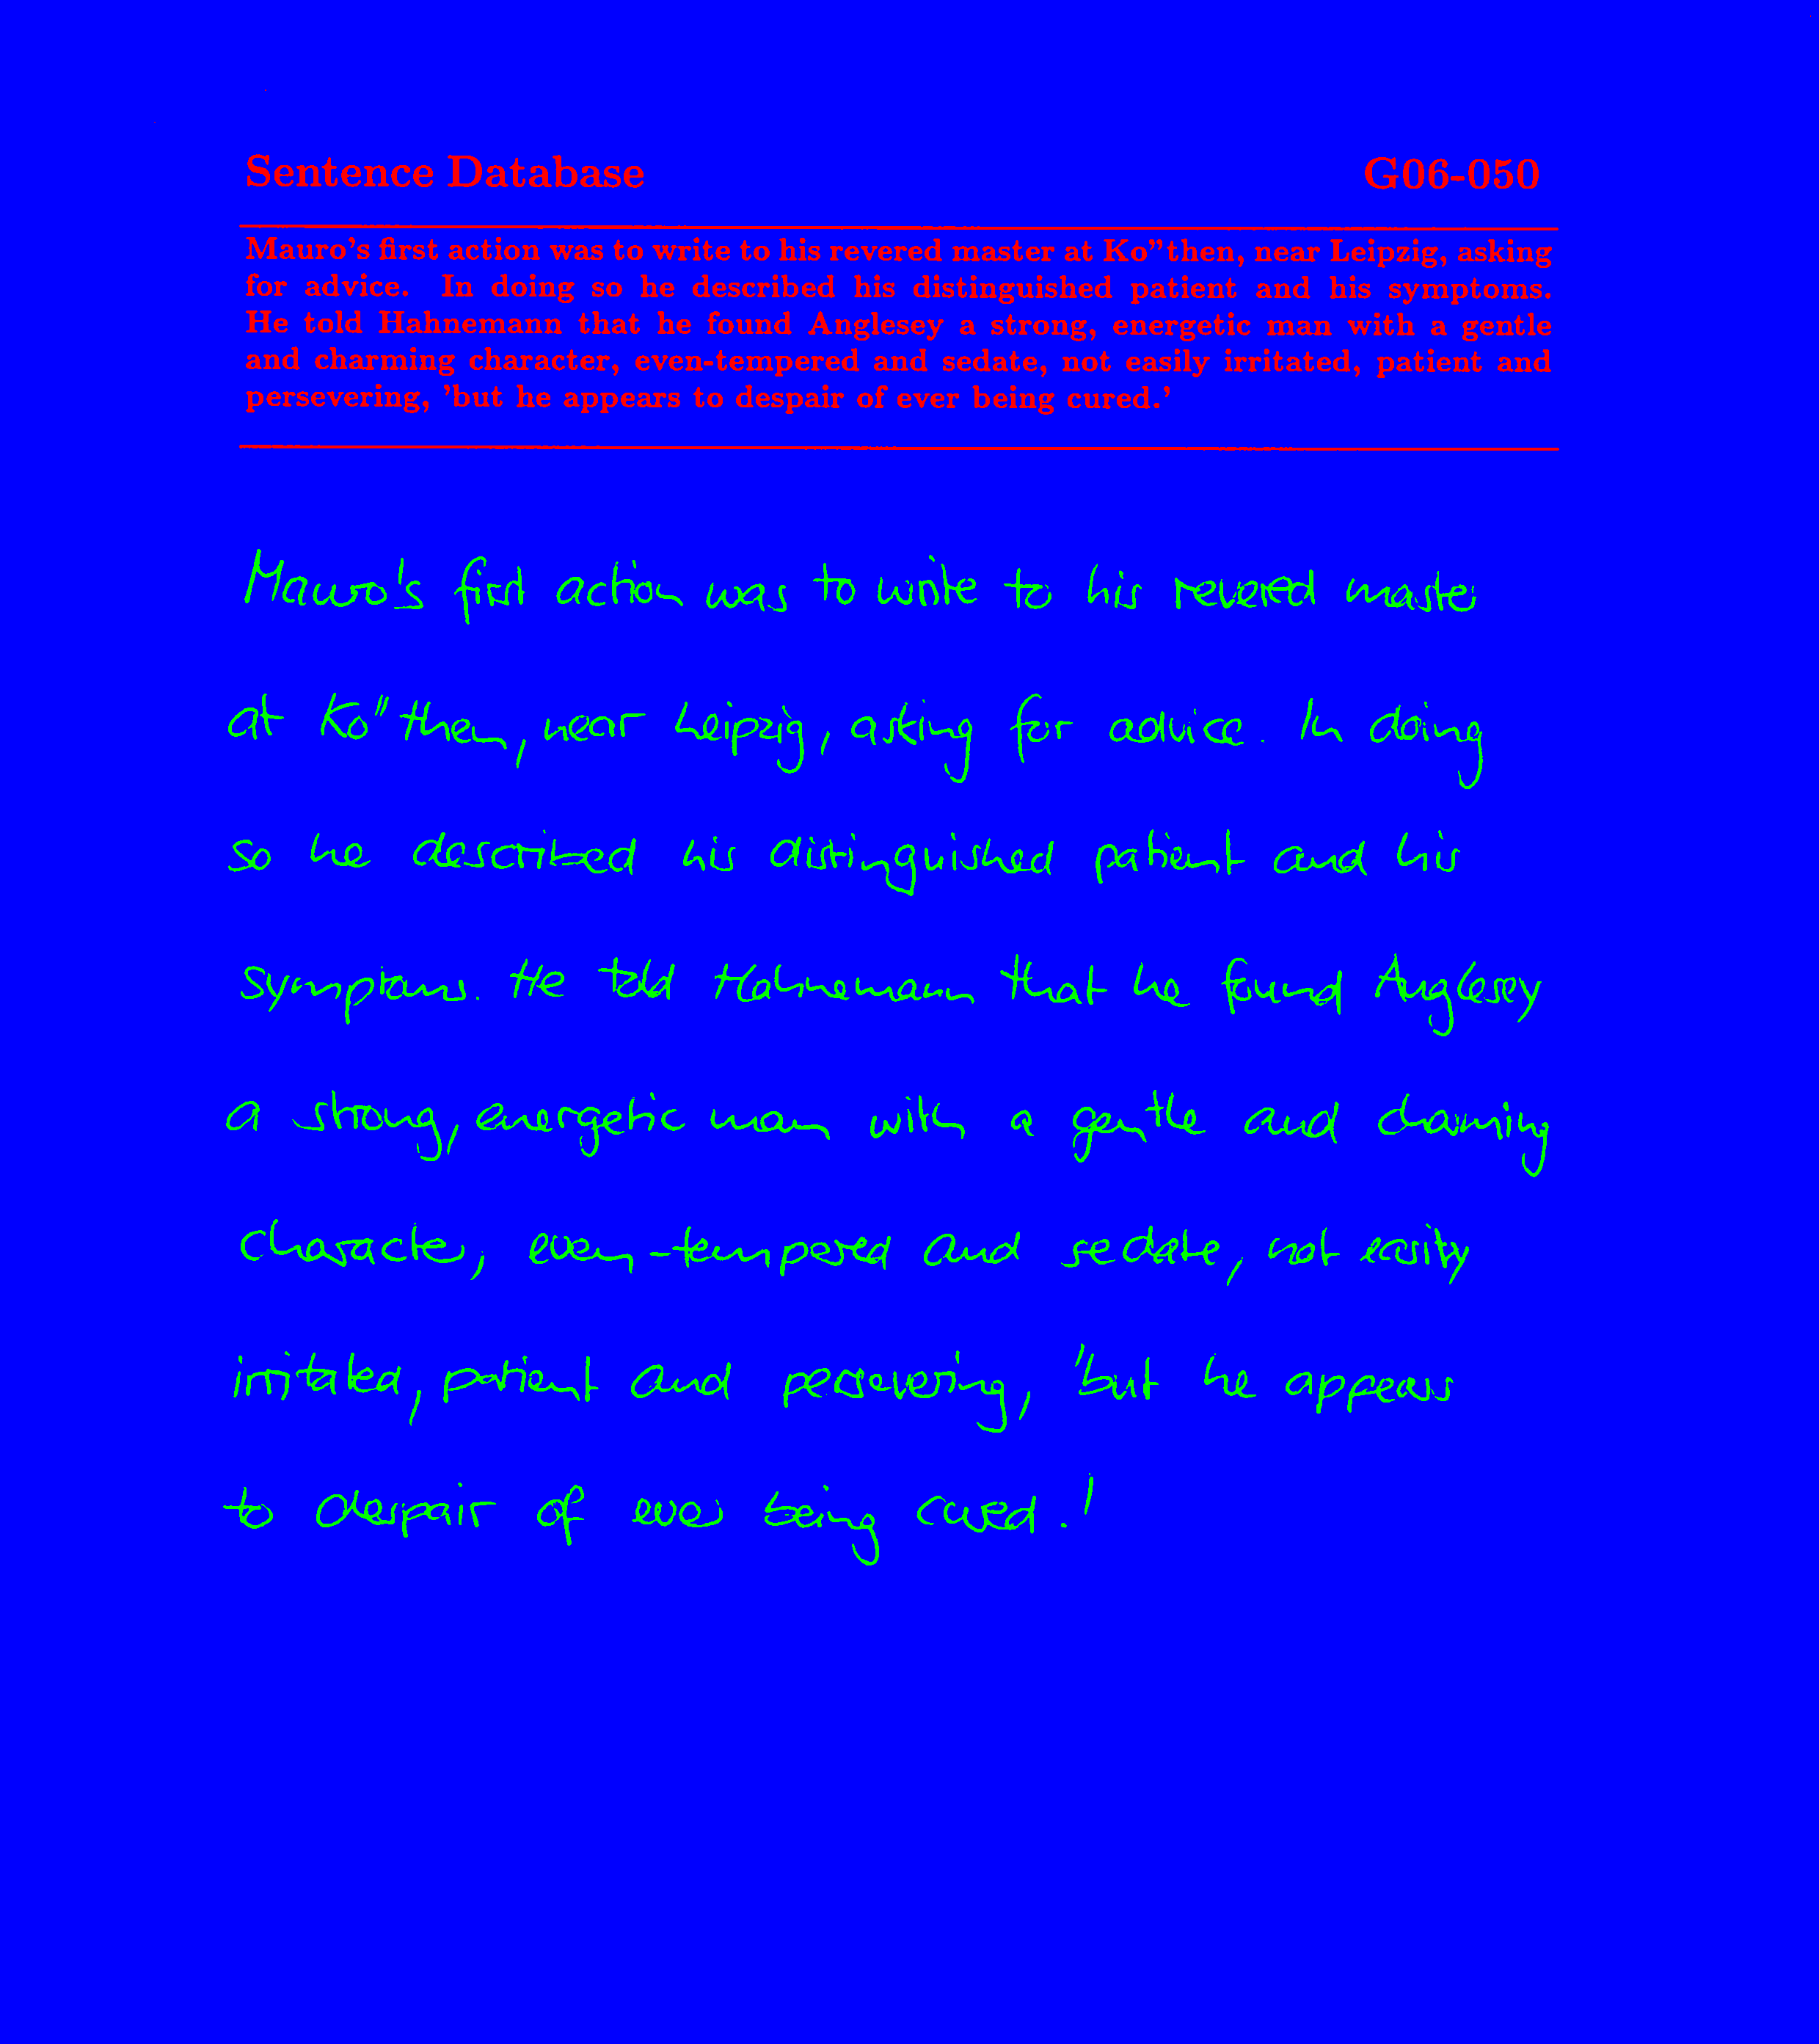 Sentence Database G06-050
Mauro's first action was to write to his revered master at Ko"then, near Leipzig, asking
for advice. In doing so he described his distinguished patient and his symptoms.
He told Hahnemann that he found Anglesey a strong, energetic man with a gentle
and charming character, even-tempered and sedate, not easily irritated, patient and
persevering, 'but he appears to despair of ever being cured.'
Mauro's first action was to write to his revered master
at Ko"then, near Leipzig, asking for advice. In doing
so he described his distinguished patient and his
symptoms. He told Hahnemann that he found Anglesey
a strong, energetic man with a gentle and charming
character, even-tempered and sedate, not easily
irritated, patient and persevering, 'but he appears
to despair of ever being cured.'